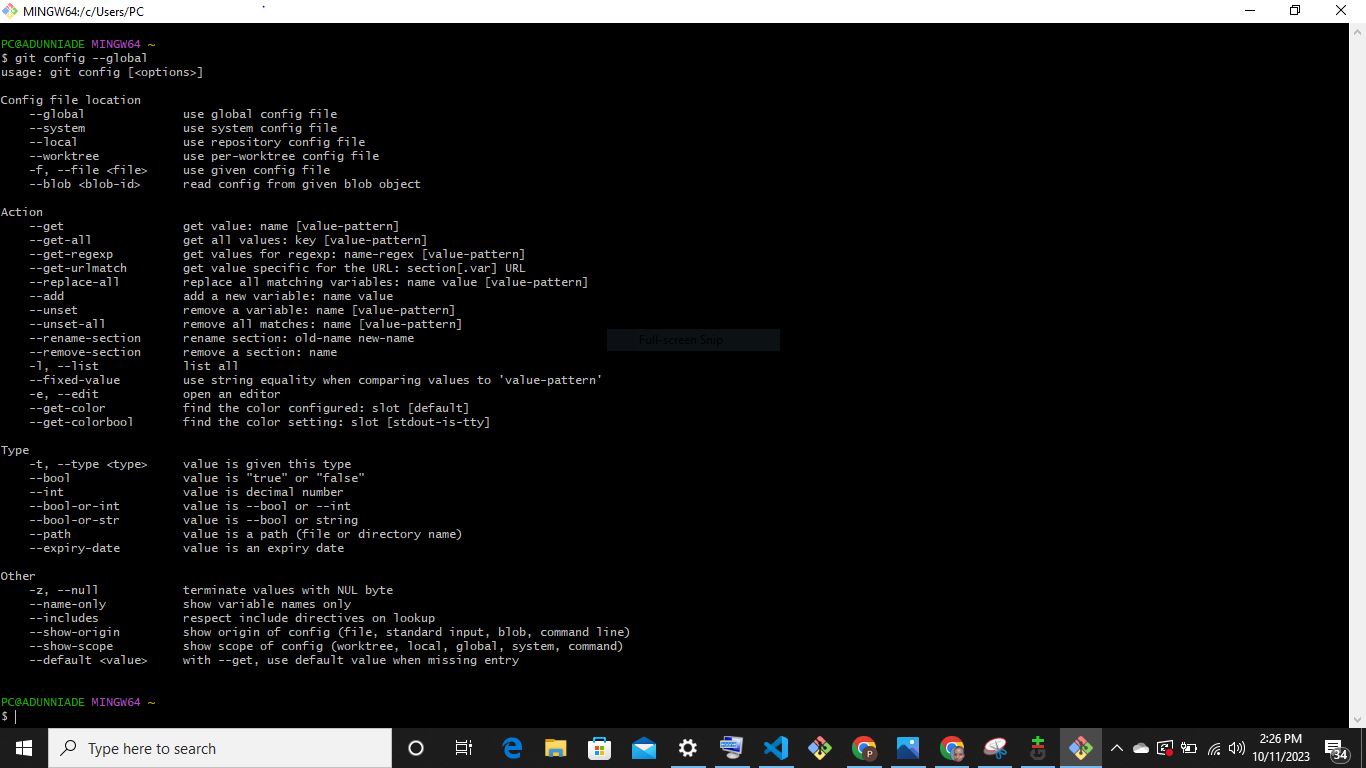 MINGW64:/c/Users/PC
PC@ADUNNIADE MINGW64 ~
$ git config --global
usage: git config [<options>]
Config file location
--global use global config file
--system use system config file
--local use repository config file
--worktree use per-worktree config file
-f, --file <file> use given config file
--blob <blob-id> read config from given blob object
Action
--get get value: name [value-pattern]
--get-all get all values: key [value-pattern]
--get-regexp get values for regexp: name-regex [value-pattern]
--get-urlmatch get value specific for the URL: section[.var] URL
--replace-all replace all matching variables: name value [value-pattern]
--add add a new variable: name value
--unset remove a variable: name [value-pattern]
--unset-all remove all matches: name [value-pattern]
--rename-section rename section: old-name new-name
Full-screen Snip
--remove-section remove a section: name
-l, --list list all
--fixed-value use string equality when comparing values to 'value-pattern'
-e, --edit open an editor
--get-color find the color configured: slot [default]
--get-colorbool find the color setting: slot [stdout-is-tty]
Type
-t, --type <type> value is given this type
--bool value is "true" or "false"
--int value is decimal number
--bool-or-int value is --bool or --int
--bool-or-str value is --bool or string
--path value is a path (file or directory name)
--expiry-date value is an expiry date
Other
-z, --null terminate values with NUL byte
--name-only show variable names only
--includes respect include directives on lookup
--show-origin show origin of config (file, standard input, blob, command line)
--show-scope show scope of config (worktree, local, global, system, command)
--default <value> with --get, use default value when missing entry
PC@ADUNNIADE MINGW64 ~
$
Type here to search
P
2:26 PM
10/11/2023
34